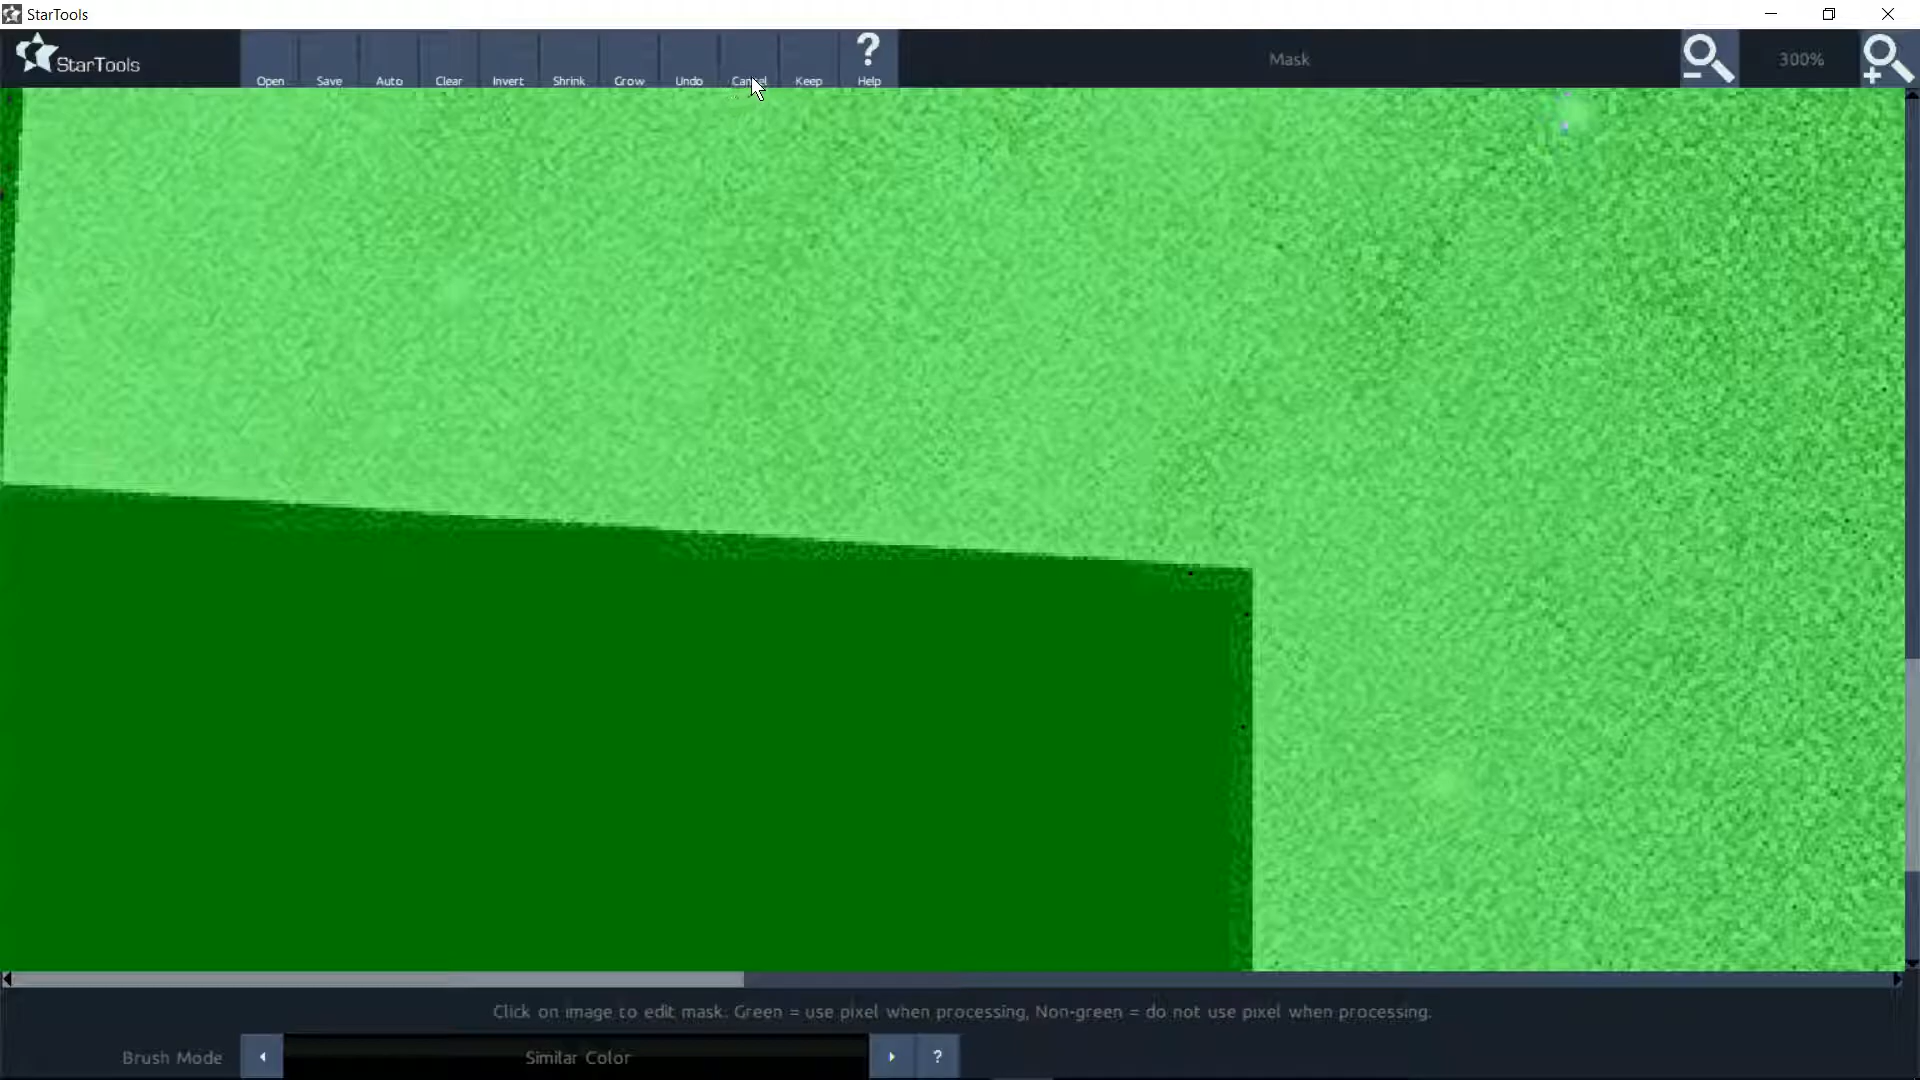 StarTools
StarTools
Open Save Auto Clear Invert Shrink Grow Undo Cancel Keep Help
Mask
300%
Click on image to edit mask. Green = use pixel when processing, Non-green = do not use pixel when processing.
Brush Mode
Similar Color
?